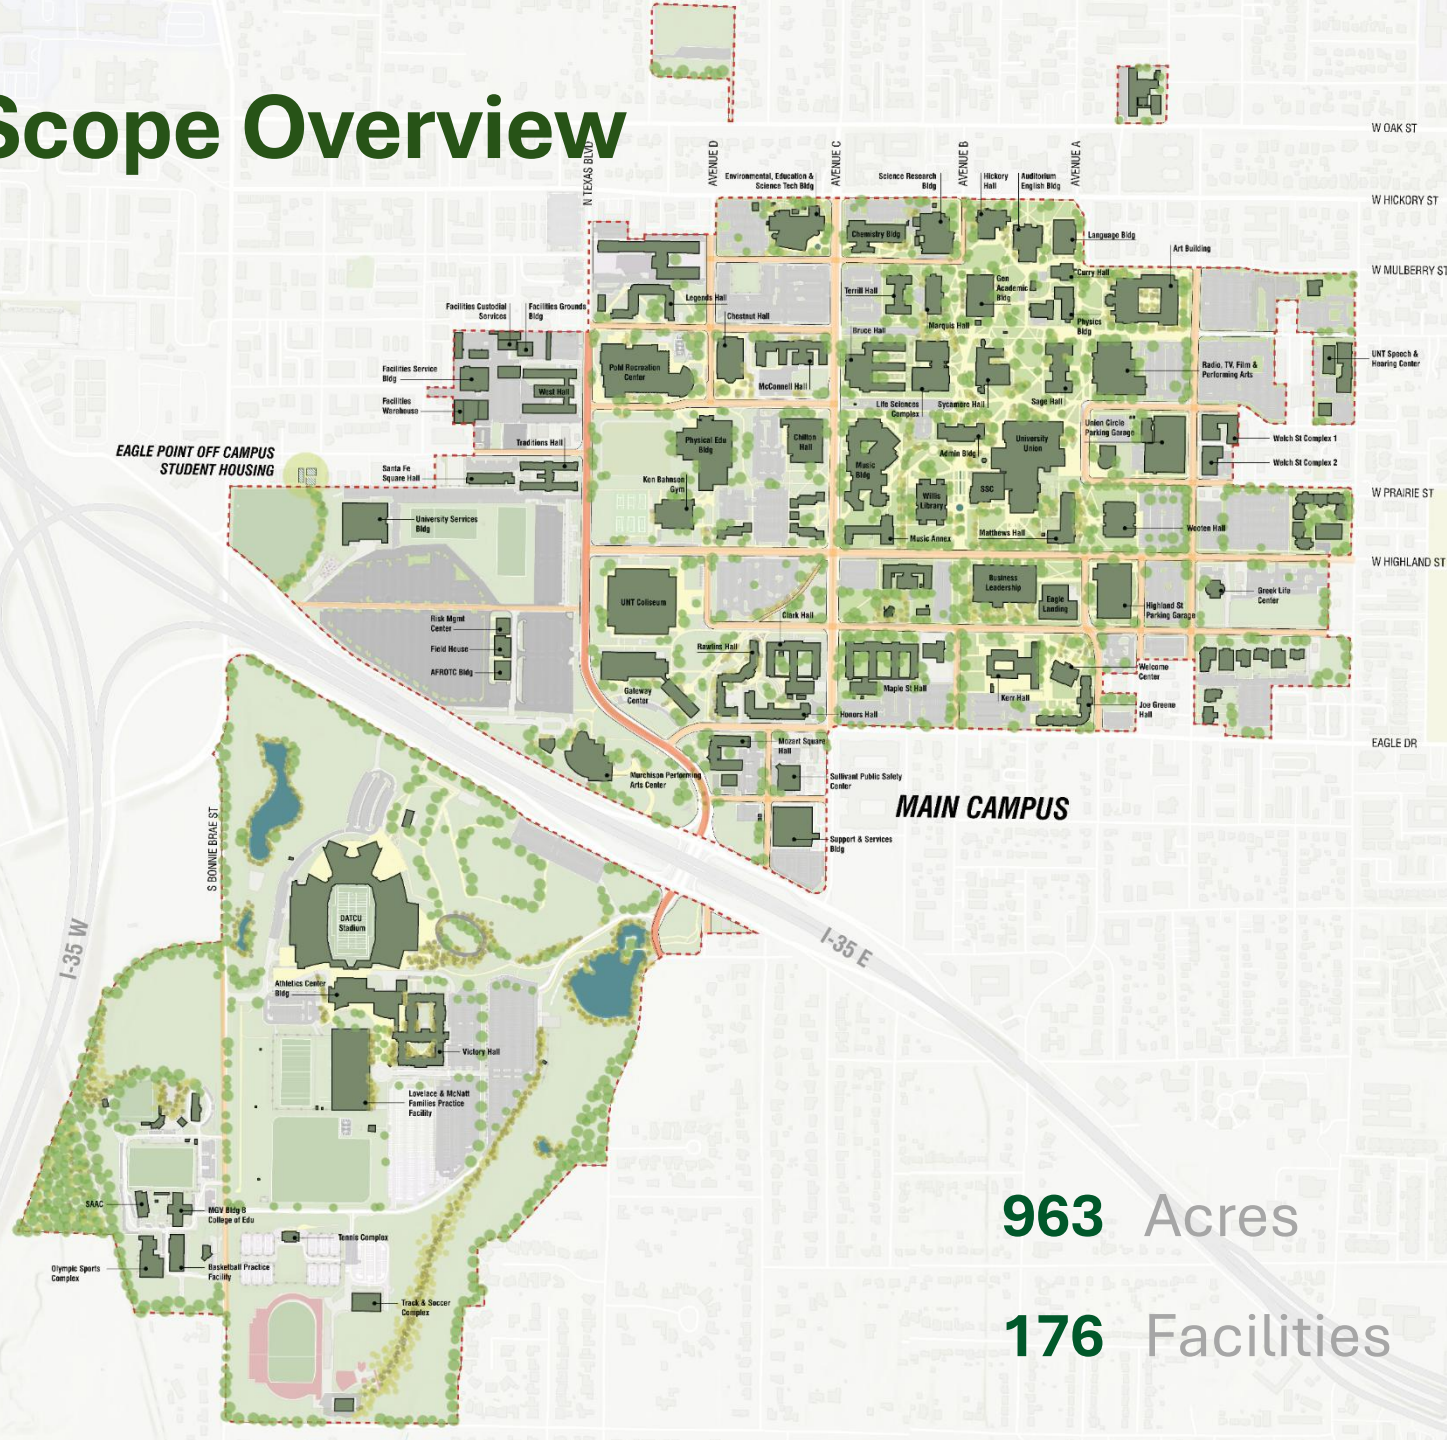 Scope Overview
W OAK ST
N TEXAS BLVD
AVENUE D
AVENUE C
AVENUE B
AVENUE A
W HICKORY ST
Environmental, Education &
Science Tech Bldg
Science Research
Bldg
Hickory
Hall
Auditorium
English Bldg
Chemistry Bldg
Language Bldg
Art Building
W MULBERRY ST
Curry Hall
Gen
Academic
Bldg
Terrill Hall
Legends Hall
Facilities Custodial
Services
Facilities Grounds
Bldg
Chestnut Hall
Marquis Hall
Physics
Bldg
Bruce Hall
UNT Speech &
Hearing Center
Facilities Service
Bldg
Pohl Recreation
Center
McConnell Hall
Radio, TV, Film &
Performing Arts
West Hall
Facilities
Warehouse
Life Sciences
Complex
Sycamore Hall
Sage Hall
Union Circle
Parking Garage
Welch St Complex 1
Welch St Complex 2
Traditions Hall
Physical Edu
Bldg
Chilton
Hall
Music
Bldg
Admin Bldg
University
Union
EAGLE POINT OFF CAMPUS
STUDENT HOUSING
Santa Fe
Square Hall
Ken Bahnsen
Gym
Willis
Library
SSC
W PRAIRIE ST
University Services
Bldg
Music Annex
Matthews Hall
Wooten Hall
W HIGHLAND ST
UNT Coliseum
Business
Leadership
Eagle
Landing
Highland St
Parking Garage
Greek Life
Center
Risk Mgmt
Center
Field House
AFROTC Bldg
Clark Hall
Rawlins Hall
Gateway
Center
Maple St Hall
Kerr Hall
Welcome
Center
Joe Greene
Hall
Honors Hall
EAGLE DR
Mozart Square
Hall
Murchison Performing
Arts Center
Sullivant Public Safety
Center
MAIN CAMPUS
Support & Services
Bldg
S BONNIE BRAE ST
DATCU
Stadium
I-35 W
I-35 E
Athletics Center
Bldg
Victory Hall
Lovelace & McNatt
Families Practice
Facility
SAAC
MGV Bldg B
College of Edu
Tennis Complex
Olympic Sports
Complex
Basketball Practice
Facility
Track & Soccer
Complex
963 Acres
176 Facilities